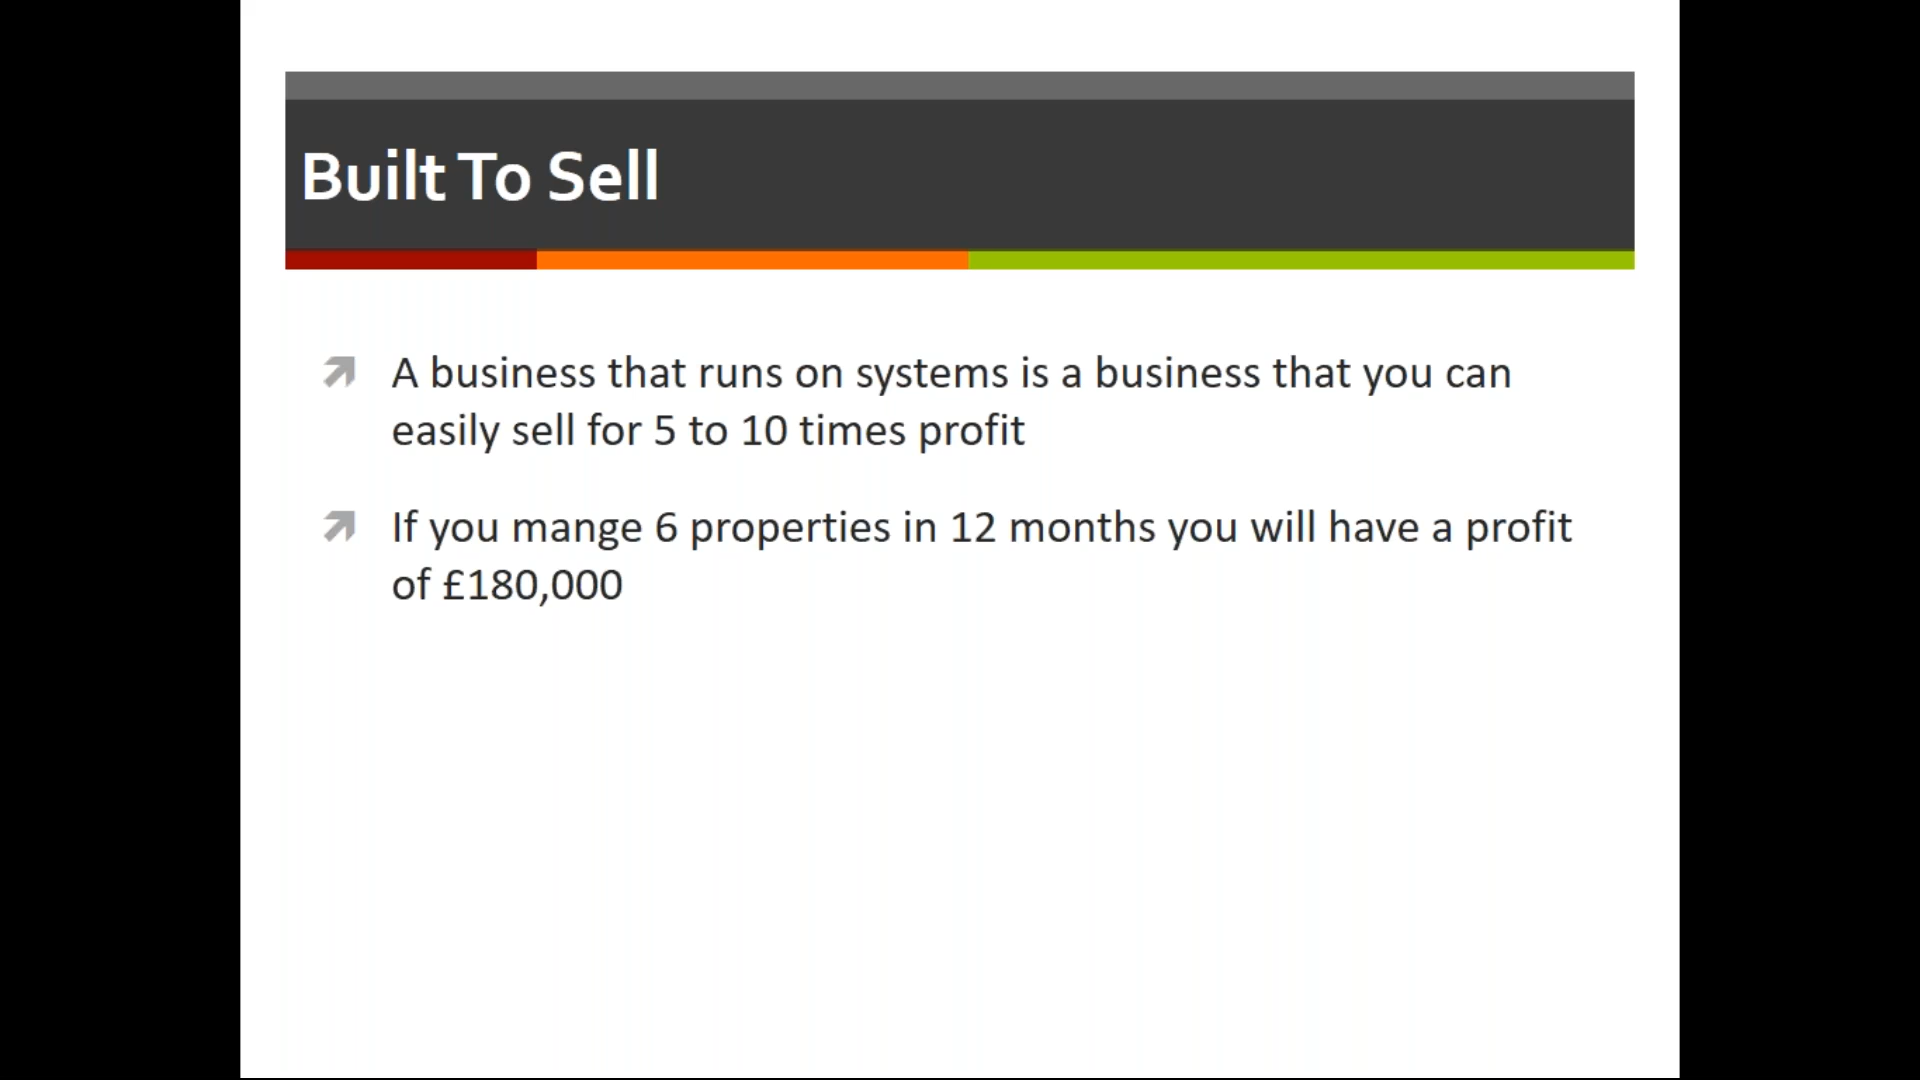 Built To Sell
A business that runs on systems is a business that you can
easily sell for 5 to 10 times profit
If you mange 6 properties in 12 months you will have a profit
of £180,000